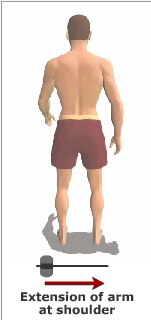 Extension of arm
at shoulder